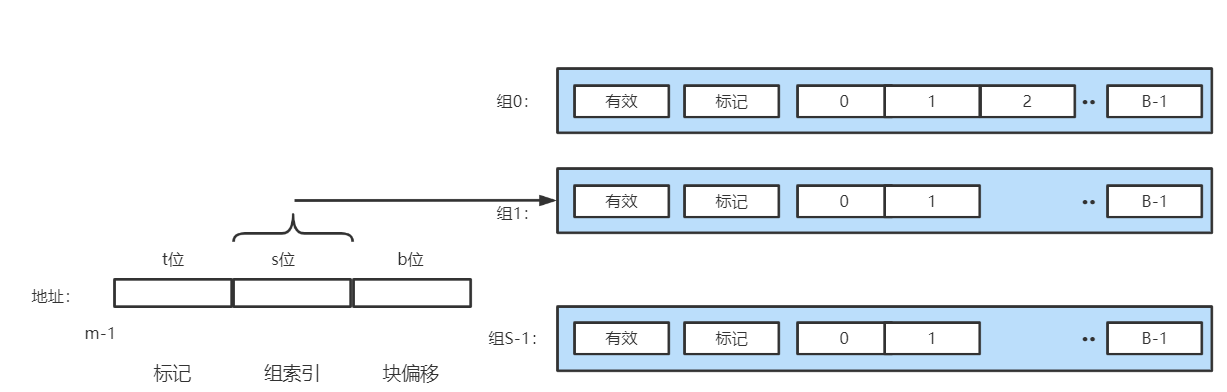 组0： 有效 标记 0 1 2 ·· B-1
组1： 有效 标记 0 1 ·· B-1
t位 s位 b位
地址：
m-1
组S-1： 有效 标记 0 1 ·· B-1
标记 组索引 块偏移